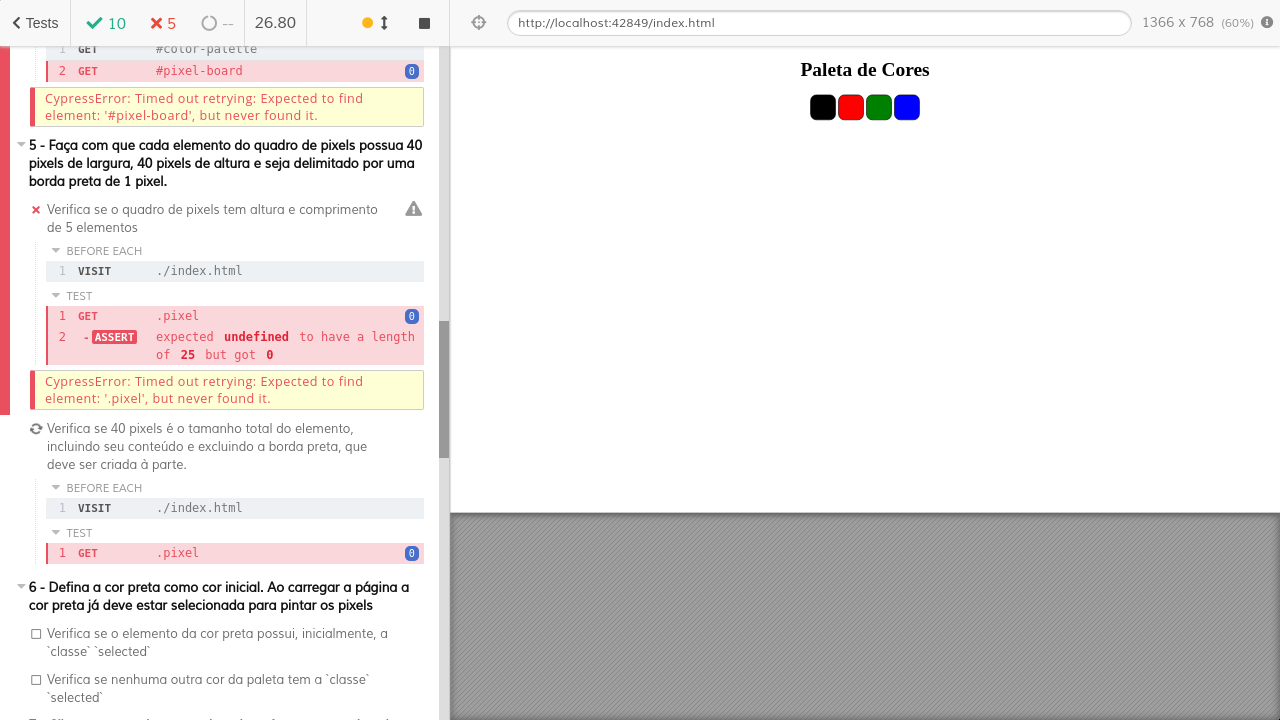 Tests
10
5
--
26.80
http://localhost:42849/index.html
1366 x 768 (60%)
1 GET #color-palette
2 GET #pixel-board 0
CypressError: Timed out retrying: Expected to find
element: '#pixel-board', but never found it.
5 - Faça com que cada elemento do quadro de pixels possua 40
pixels de largura, 40 pixels de altura e seja delimitado por uma
borda preta de 1 pixel.
Verifica se o quadro de pixels tem altura e comprimento
de 5 elementos
BEFORE EACH
1 VISIT ./index.html
TEST
1 GET .pixel 0
2 -ASSERT expected undefined to have a length
of 25 but got 0
CypressError: Timed out retrying: Expected to find
element: '.pixel', but never found it.
Verifica se 40 pixels é o tamanho total do elemento,
incluindo seu conteúdo e excluindo a borda preta, que
deve ser criada à parte.
BEFORE EACH
1 VISIT ./index.html
TEST
1 GET .pixel 0
6 - Defina a cor preta como cor inicial. Ao carregar a página a
cor preta já deve estar selecionada para pintar os pixels
Verifica se o elemento da cor preta possui, inicialmente, a
`classe` `selected`
Verifica se nenhuma outra cor da paleta tem a `classe`
`selected`
Paleta de Cores